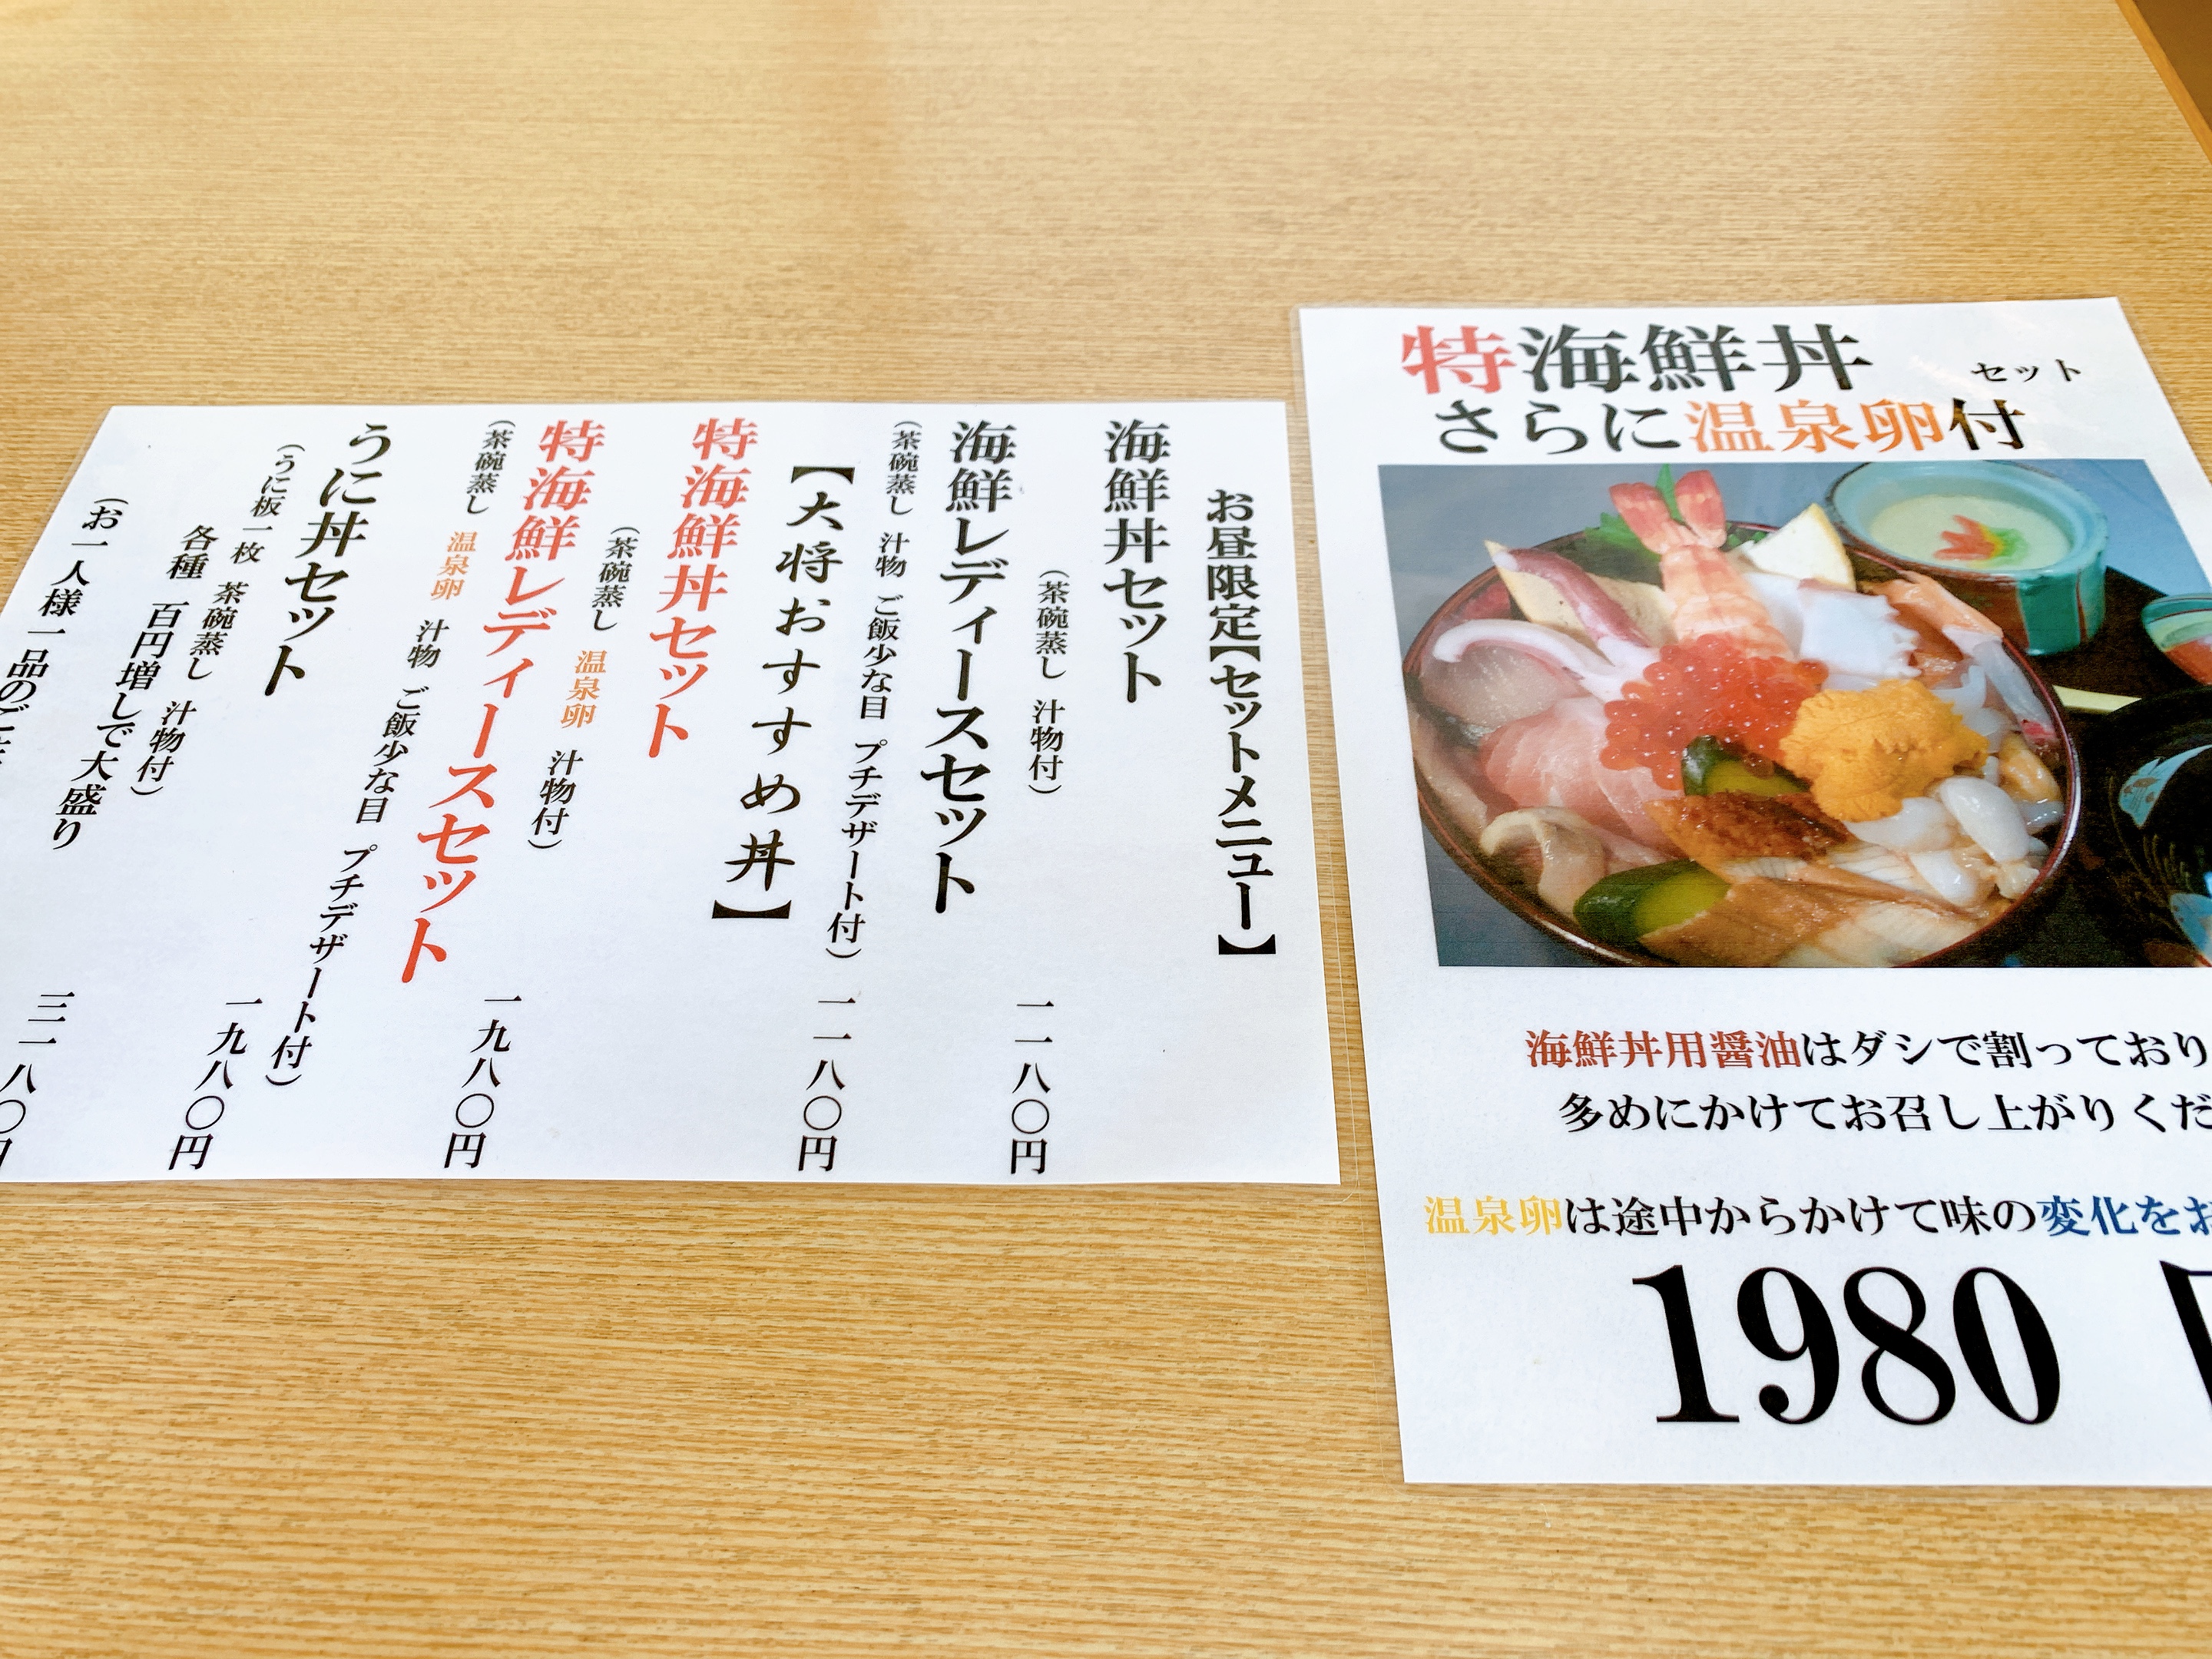 お昼限定【セットメニュー】
海鮮丼セット
（茶碗蒸し 汁物付）
一一八〇円
海鮮レディースセット
（茶碗蒸し 汁物 ご飯少な目 プチデザート付）
一一八〇円
【大将おすすめ丼】
特海鮮丼セット
（茶碗蒸し 温泉卵 汁物付）
一九八〇円
特海鮮レディースセット
（茶碗蒸し 温泉卵 汁物 ご飯少な目 プチデザート付）
一九八〇円
うに丼セット
（うに板一枚 茶碗蒸し 汁物付）
三一八〇円
各種 百円増しで大盛り
（お一人様一品のご
特海鮮丼 セット
さらに温泉卵付
海鮮丼用醤油はダシで割っており
多めにかけてお召し上がりくだ
温泉卵は途中からかけて味の変化をお
1980